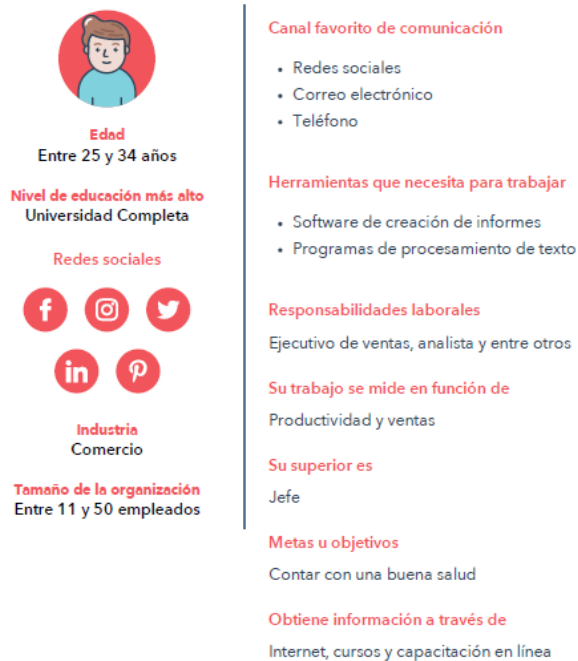 Edad
Entre 25 y 34 años
Nivel de educación más alto
Universidad Completa
Redes sociales
f
in
Industria
Comercio
Tamaño de la organización
Entre 11 y 50 empleados
Canal favorito de comunicación
• Redes sociales
• Correo electrónico
• Teléfono
Herramientas que necesita para trabajar
• Software de creación de informes
• Programas de procesamiento de texto
Responsabilidades laborales
Ejecutivo de ventas, analista y entre otros
Su trabajo se mide en función de
Productividad y ventas
Su superior es
Jefe
Metas u objetivos
Contar con una buena salud
Obtiene información a través de
Internet, cursos y capacitación en línea